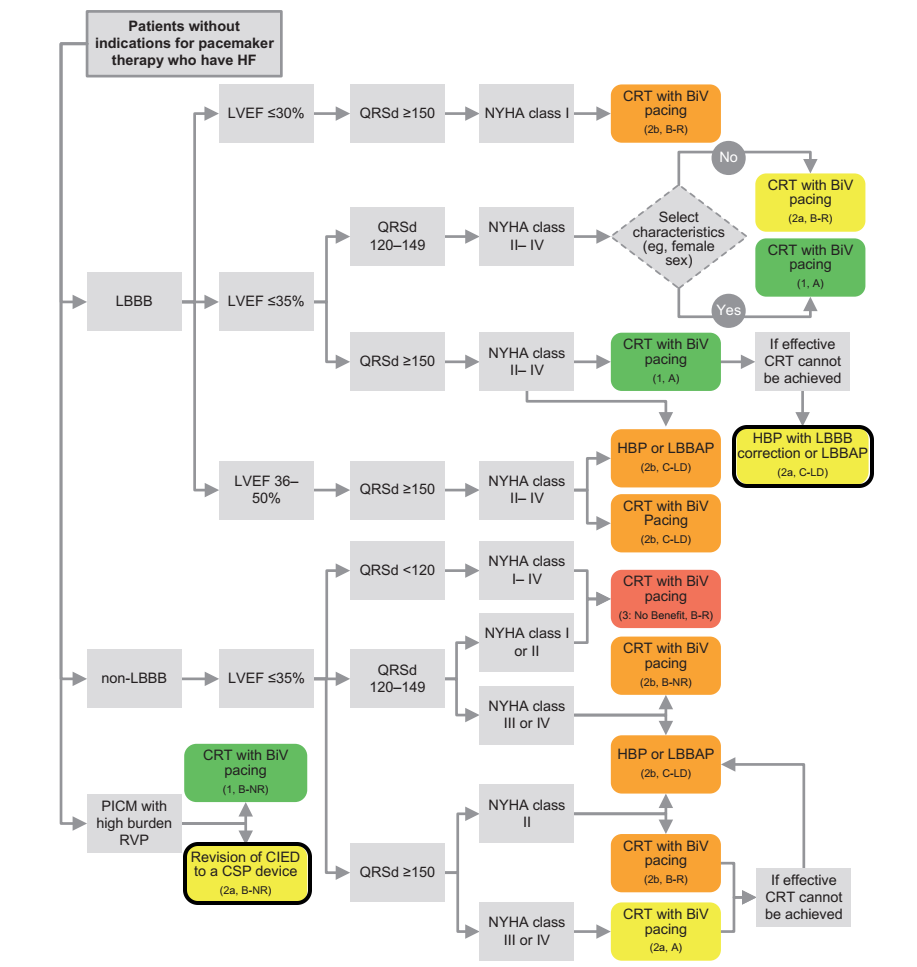 Patients without
indications for pacemaker
therapy who have HF
LVEF ≤30%
QRSd ≥150
NYHA class I
CRT with BiV
pacing
(2b, B-R)
No
CRT with BiV
pacing
(2a, B-R)
LBBB
LVEF ≤35%
QRSd
120–149
NYHA class
II– IV
Select
characteristics
(eg, female
sex)
CRT with BiV
pacing
(1, A)
Yes
QRSd ≥150
NYHA class
II– IV
CRT with BiV
pacing
(1, A)
If effective
CRT cannot
be achieved
HBP or LBBAP
(2b, C-LD)
HBP with LBBB
correction or LBBAP
(2a, C-LD)
LVEF 36–
50%
QRSd ≥150
NYHA class
II– IV
CRT with BiV
Pacing
(2b, C-LD)
QRSd <120
NYHA class
I– IV
CRT with BiV
pacing
(3: No Benefit, B-R)
non-LBBB
LVEF ≤35%
QRSd
120–149
NYHA class I
or II
CRT with BiV
pacing
(2b, B-NR)
NYHA class
III or IV
HBP or LBBAP
(2b, C-LD)
CRT with BiV
pacing
(1, B-NR)
PICM with
high burden
RVP
Revision of CIED
to a CSP device
(2a, B-NR)
QRSd ≥150
NYHA class
II
CRT with BiV
pacing
(2b, B-R)
If effective
CRT cannot
be achieved
NYHA class
III or IV
CRT with BiV
pacing
(2a, A)